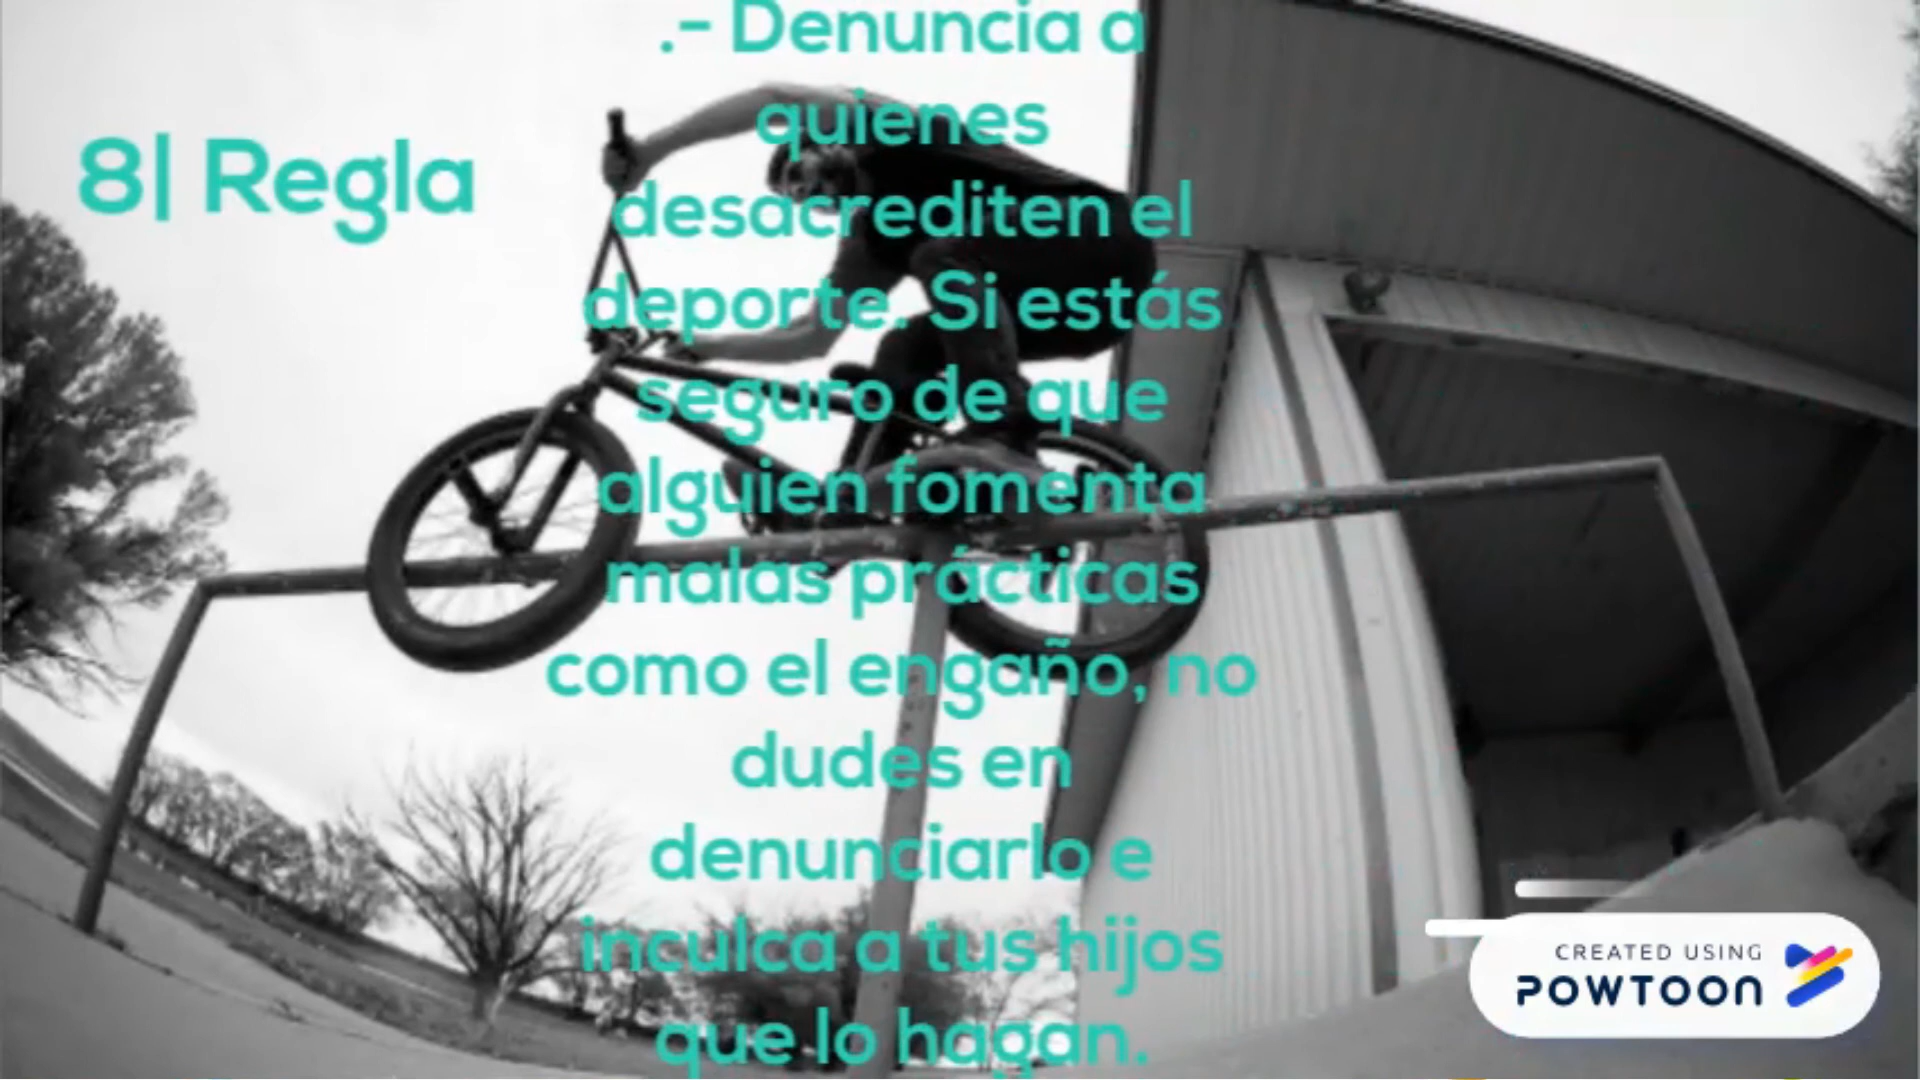 8| Regla
.- Denuncia a
quienes
desacrediten el
deporte. Si estás
seguro de que
alguien fomenta
malas prácticas
como el engaño, no
dudes en
denunciarlo e
inculca a tus hijos
que lo hagan.
CREATED USING
POWTOON